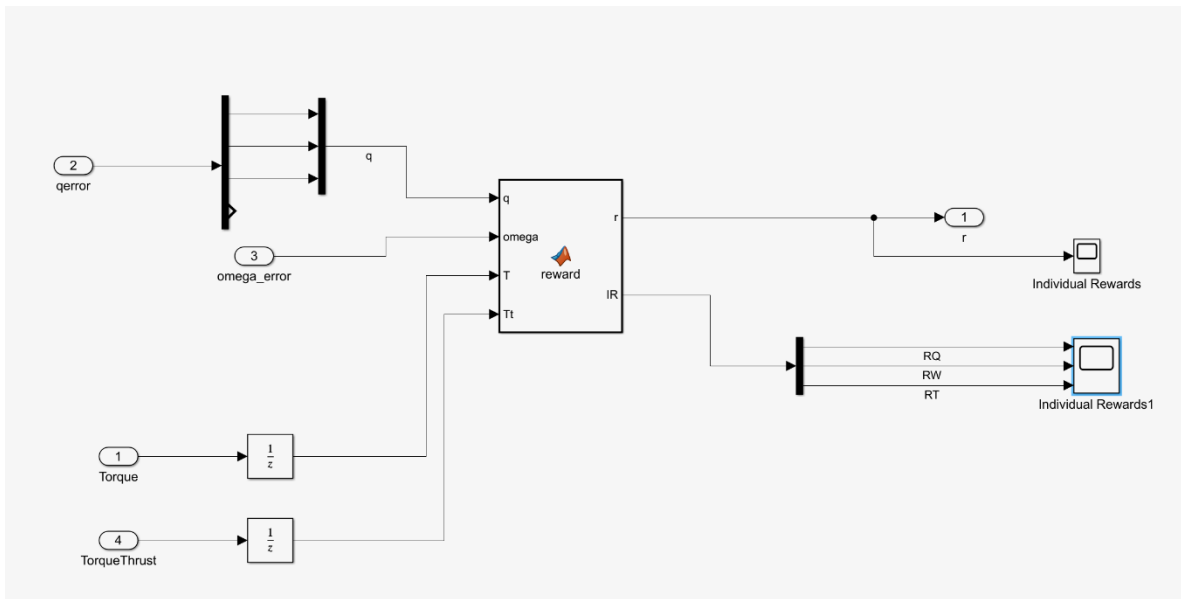 2
qerror
q
3
omega_error
q
omega
T
Tt
reward
r
IR
1
r
Individual Rewards
RQ
RW
RT
Individual Rewards1
1
Torque
1
z
4
TorqueThrust
1
z